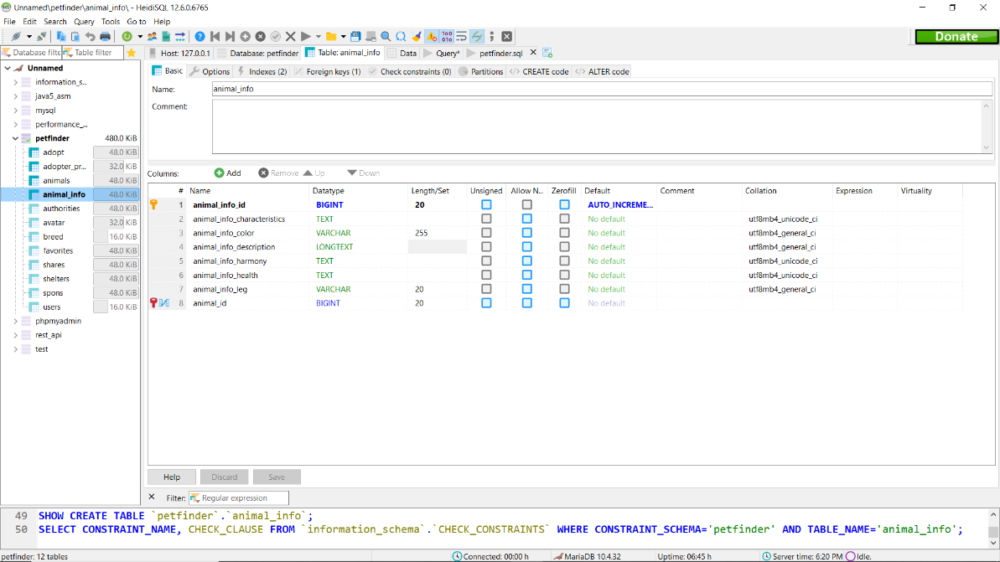 Unnamed\petfinder\animal_info\ - HeidiSQL 12.6.0.6765
File Edit Search Query Tools Go to Help
Donate
Database filte Table filter
Host: 127.0.0.1 Database: petfinder Table: animal_info Data Query* petfinder.sql
Basic Options Indexes (2) Foreign keys (1) Check constraints (0) Partitions CREATE code ALTER code
Name: animal_info
Comment:
Unnamed
information_s...
java5_asm
mysql
performance_...
petfinder 480.0 KiB
adopt 48.0 KiB
adopter_pr... 32.0 KiB
animals 48.0 KiB
animal_info 48.0 KiB
authorities 48.0 KiB
avatar 32.0 KiB
breed 16.0 KiB
favorites 48.0 KiB
shares 48.0 KiB
shelters 48.0 KiB
spons 48.0 KiB
users 16.0 KiB
phpmyadmin
rest_api
test
Columns: Add Remove Up Down
# Name Datatype Length/Set Unsigned Allow N... Zerofill Default Comment Collation Expression Virtuality
1 animal_info_id BIGINT 20 AUTO_INCREME...
2 animal_info_characteristics TEXT No default utf8mb4_unicode_ci
3 animal_info_color VARCHAR 255 No default utf8mb4_general_ci
4 animal_info_description LONGTEXT No default utf8mb4_general_ci
5 animal_info_harmony TEXT No default utf8mb4_unicode_ci
6 animal_info_health TEXT No default utf8mb4_unicode_ci
7 animal_info_leg VARCHAR 20 No default utf8mb4_general_ci
8 animal_id BIGINT 20 No default
Help Discard Save
Filter: Regular expression
49 SHOW CREATE TABLE `petfinder`.`animal_info`;
50 SELECT CONSTRAINT_NAME, CHECK_CLAUSE FROM `information_schema`.`CHECK_CONSTRAINTS` WHERE CONSTRAINT_SCHEMA='petfinder' AND TABLE_NAME='animal_info';
petfinder: 12 tables Connected: 00:00 h MariaDB 10.4.32 Uptime: 06:45 h Server time: 6:20 PM Idle.